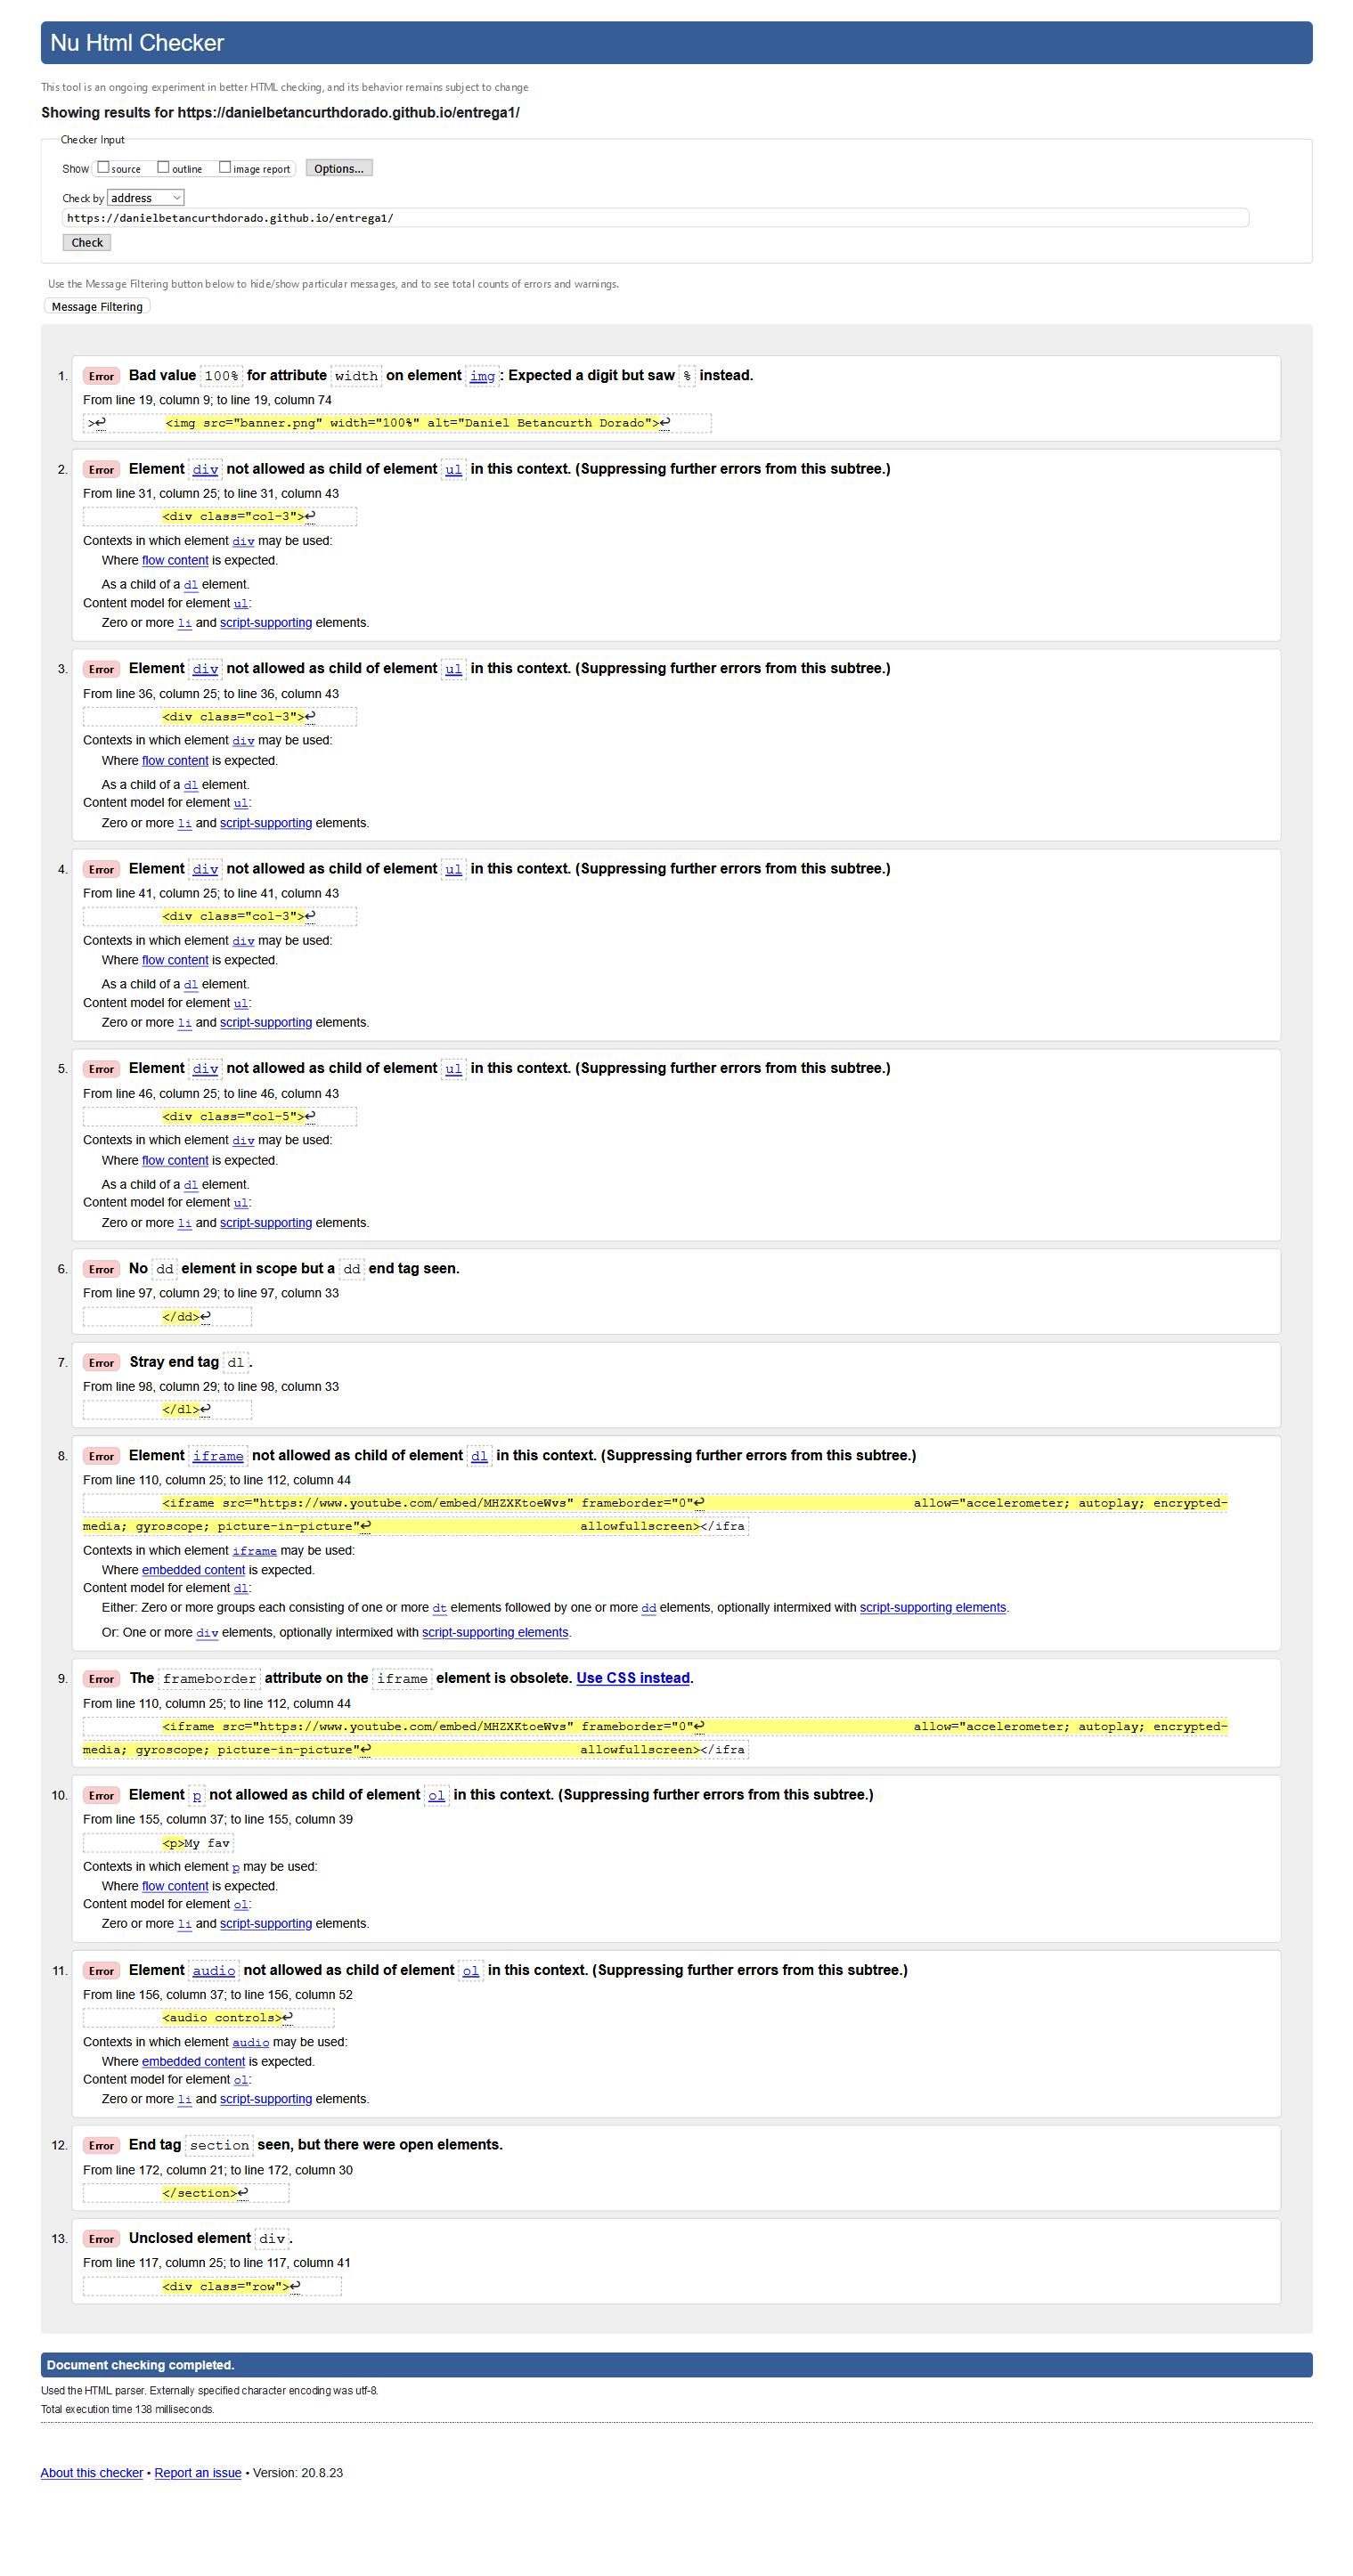 Nu Html Checker
This tool is an ongoing experiment in better HTML checking, and its behavior remains subject to change
Showing results for https://danielbetancurthdorado.github.io/entrega1/
Checker Input
Show source outline image report Options...
Check by address
https://danielbetancurthdorado.github.io/entrega1/
Check
Use the Message Filtering button below to hide/show particular messages, and to see total counts of errors and warnings.
Message Filtering
1. Error Bad value 100% for attribute width on element img: Expected a digit but saw % instead.
From line 19, column 9; to line 19, column 74
>↩ <img src="banner.png" width="100%" alt="Daniel Betancurth Dorado">↩
2. Error Element div not allowed as child of element ul in this context. (Suppressing further errors from this subtree.)
From line 31, column 25; to line 31, column 43
<div class="col-3">↩
Contexts in which element div may be used:
Where flow content is expected.
As a child of a dl element.
Content model for element ul:
Zero or more li and script-supporting elements.
3. Error Element div not allowed as child of element ul in this context. (Suppressing further errors from this subtree.)
From line 36, column 25; to line 36, column 43
<div class="col-3">↩
Contexts in which element div may be used:
Where flow content is expected.
As a child of a dl element.
Content model for element ul:
Zero or more li and script-supporting elements.
4. Error Element div not allowed as child of element ul in this context. (Suppressing further errors from this subtree.)
From line 41, column 25; to line 41, column 43
<div class="col-3">↩
Contexts in which element div may be used:
Where flow content is expected.
As a child of a dl element.
Content model for element ul:
Zero or more li and script-supporting elements.
5. Error Element div not allowed as child of element ul in this context. (Suppressing further errors from this subtree.)
From line 46, column 25; to line 46, column 43
<div class="col-5">↩
Contexts in which element div may be used:
Where flow content is expected.
As a child of a dl element.
Content model for element ul:
Zero or more li and script-supporting elements.
6. Error No dd element in scope but a dd end tag seen.
From line 97, column 29; to line 97, column 33
</dd>↩
7. Error Stray end tag dl.
From line 98, column 29; to line 98, column 33
</dl>↩
8. Error Element iframe not allowed as child of element dl in this context. (Suppressing further errors from this subtree.)
From line 110, column 25; to line 112, column 44
<iframe src="https://www.youtube.com/embed/MHZXKtoeWvs" frameborder="0"↩ allow="accelerometer; autoplay; encrypted-
media; gyroscope; picture-in-picture"↩ allowfullscreen></ifra
Contexts in which element iframe may be used:
Where embedded content is expected.
Content model for element dl:
Either: Zero or more groups each consisting of one or more dt elements followed by one or more dd elements, optionally intermixed with script-supporting elements.
Or: One or more div elements, optionally intermixed with script-supporting elements.
9. Error The frameborder attribute on the iframe element is obsolete. Use CSS instead.
From line 110, column 25; to line 112, column 44
<iframe src="https://www.youtube.com/embed/MHZXKtoeWvs" frameborder="0"↩ allow="accelerometer; autoplay; encrypted-
media; gyroscope; picture-in-picture"↩ allowfullscreen></ifra
10. Error Element p not allowed as child of element ol in this context. (Suppressing further errors from this subtree.)
From line 155, column 37; to line 155, column 39
<p>My fav
Contexts in which element p may be used:
Where flow content is expected.
Content model for element ol:
Zero or more li and script-supporting elements.
11. Error Element audio not allowed as child of element ol in this context. (Suppressing further errors from this subtree.)
From line 156, column 37; to line 156, column 52
<audio controls>↩
Contexts in which element audio may be used:
Where embedded content is expected.
Content model for element ol:
Zero or more li and script-supporting elements.
12. Error End tag section seen, but there were open elements.
From line 172, column 21; to line 172, column 30
</section>↩
13. Error Unclosed element div.
From line 117, column 25; to line 117, column 41
<div class="row">↩
Document checking completed.
Used the HTML parser. Externally specified character encoding was utf-8.
Total execution time 138 milliseconds.
About this checker • Report an issue • Version: 20.8.23